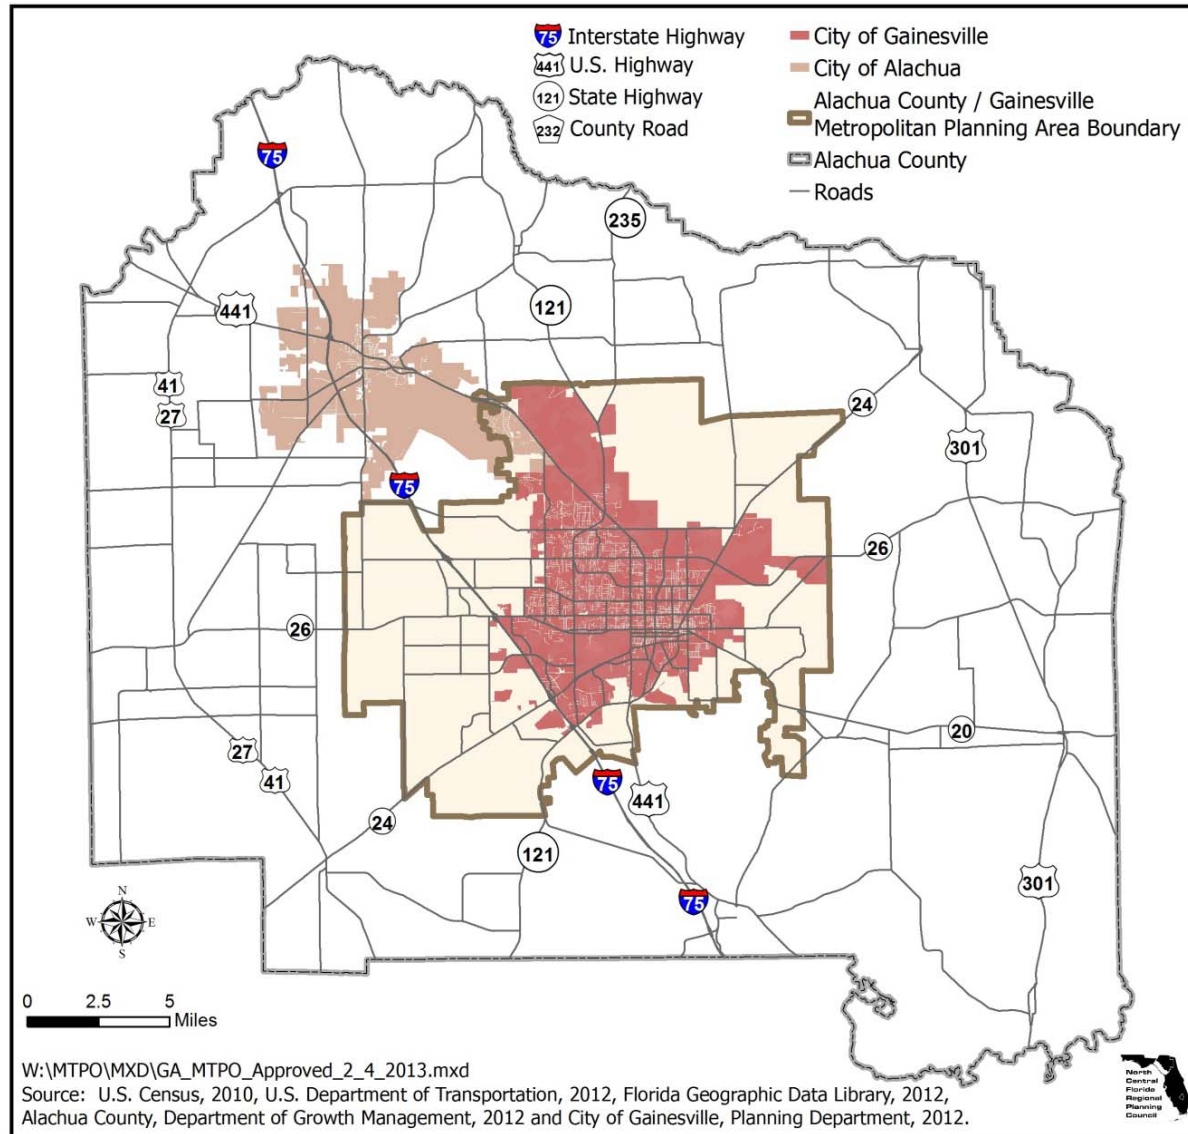 75 Interstate Highway
441 U.S. Highway
121 State Highway
232 County Road
City of Gainesville
City of Alachua
Alachua County / Gainesville
Metropolitan Planning Area Boundary
Alachua County
Roads
75
235
441
121
41
27
24
301
75
26
26
20
27
41
75
441
24
121
301
75
N
W E
S
0 2.5 5
Miles
W:\MTPO\MXD\GA_MTPO_Approved_2_4_2013.mxd
Source: U.S. Census, 2010, U.S. Department of Transportation, 2012, Florida Geographic Data Library, 2012,
Alachua County, Department of Growth Management, 2012 and City of Gainesville, Planning Department, 2012.
North
Central
Florida
Regional
Planning
Council